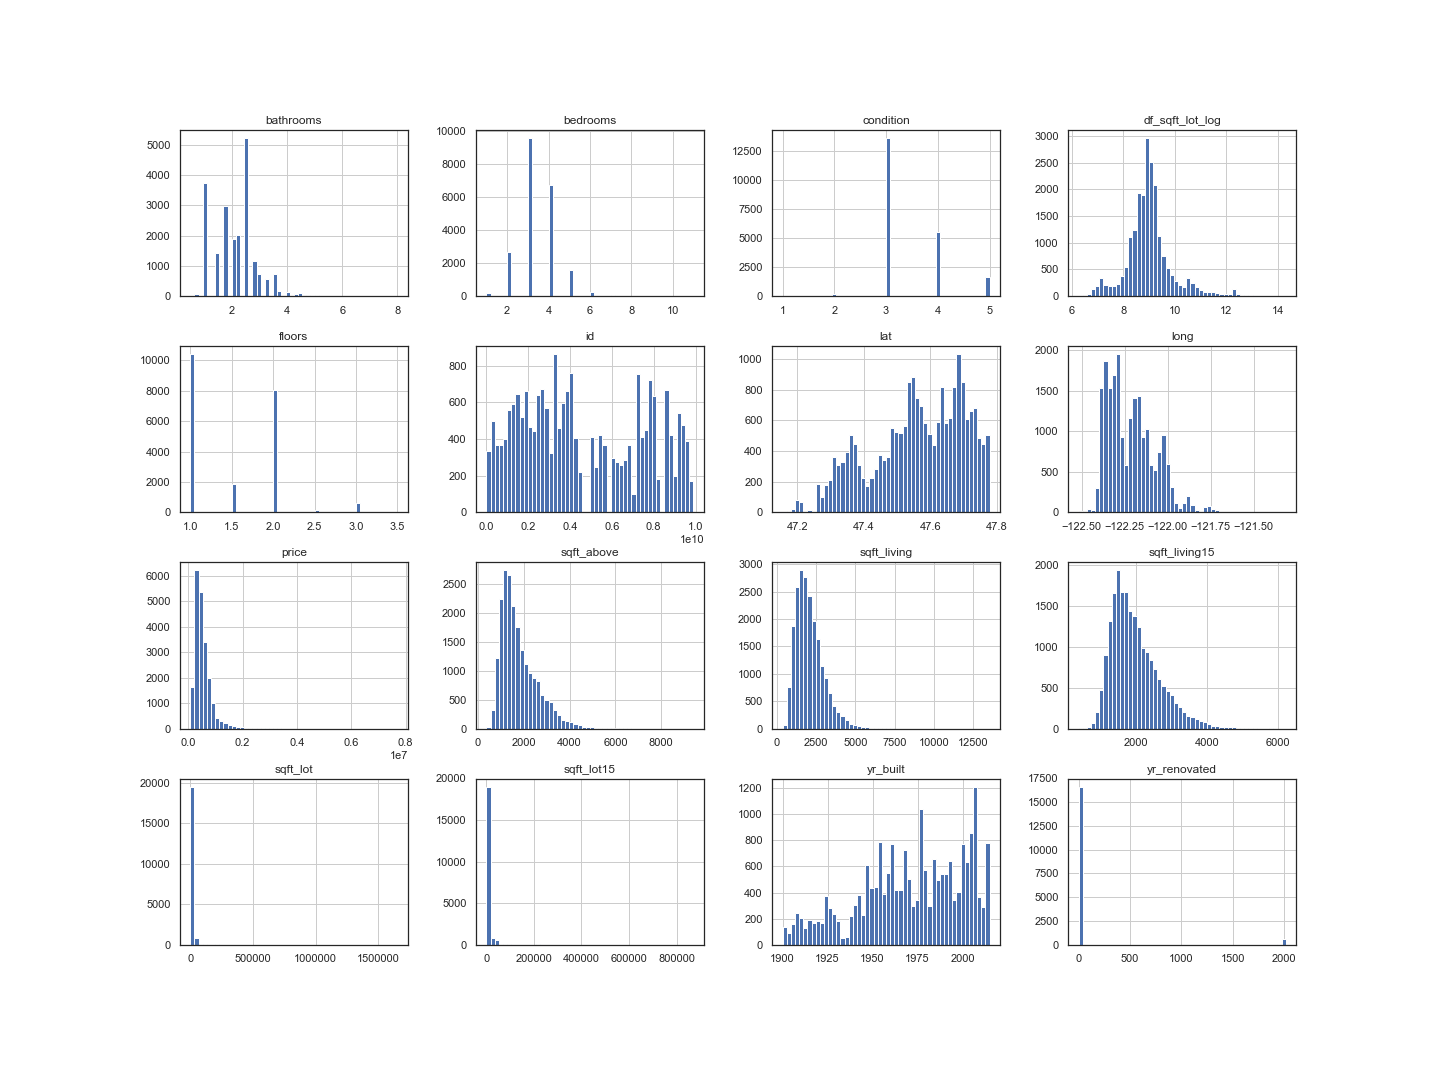 bathrooms
5000
4000
3000
2000
1000
0
2 4 6 8
bedrooms
10000
8000
6000
4000
2000
0
2 4 6 8 10
condition
12500
10000
7500
5000
2500
0
1 2 3 4 5
df_sqft_lot_log
3000
2500
2000
1500
1000
500
0
6 8 10 12 14
floors
10000
8000
6000
4000
2000
0
1.0 1.5 2.0 2.5 3.0 3.5
id
800
600
400
200
0
0.0 0.2 0.4 0.6 0.8 1.0
1e10
lat
1000
800
600
400
200
0
47.2 47.4 47.6 47.8
long
2000
1500
1000
500
0
−122.50 −122.25 −122.00 −121.75 −121.50
price
6000
5000
4000
3000
2000
1000
0
0.0 0.2 0.4 0.6 0.8
1e7
sqft_above
2500
2000
1500
1000
500
0
0 2000 4000 6000 8000
sqft_living
3000
2500
2000
1500
1000
500
0
0 2500 5000 7500 10000 12500
sqft_living15
2000
1500
1000
500
0
2000 4000 6000
sqft_lot
20000
15000
10000
5000
0
0 500000 1000000 1500000
sqft_lot15
20000
15000
10000
5000
0
0 200000 400000 600000 800000
yr_built
1200
1000
800
600
400
200
0
1900 1925 1950 1975 2000
yr_renovated
17500
15000
12500
10000
7500
5000
2500
0
0 500 1000 1500 2000